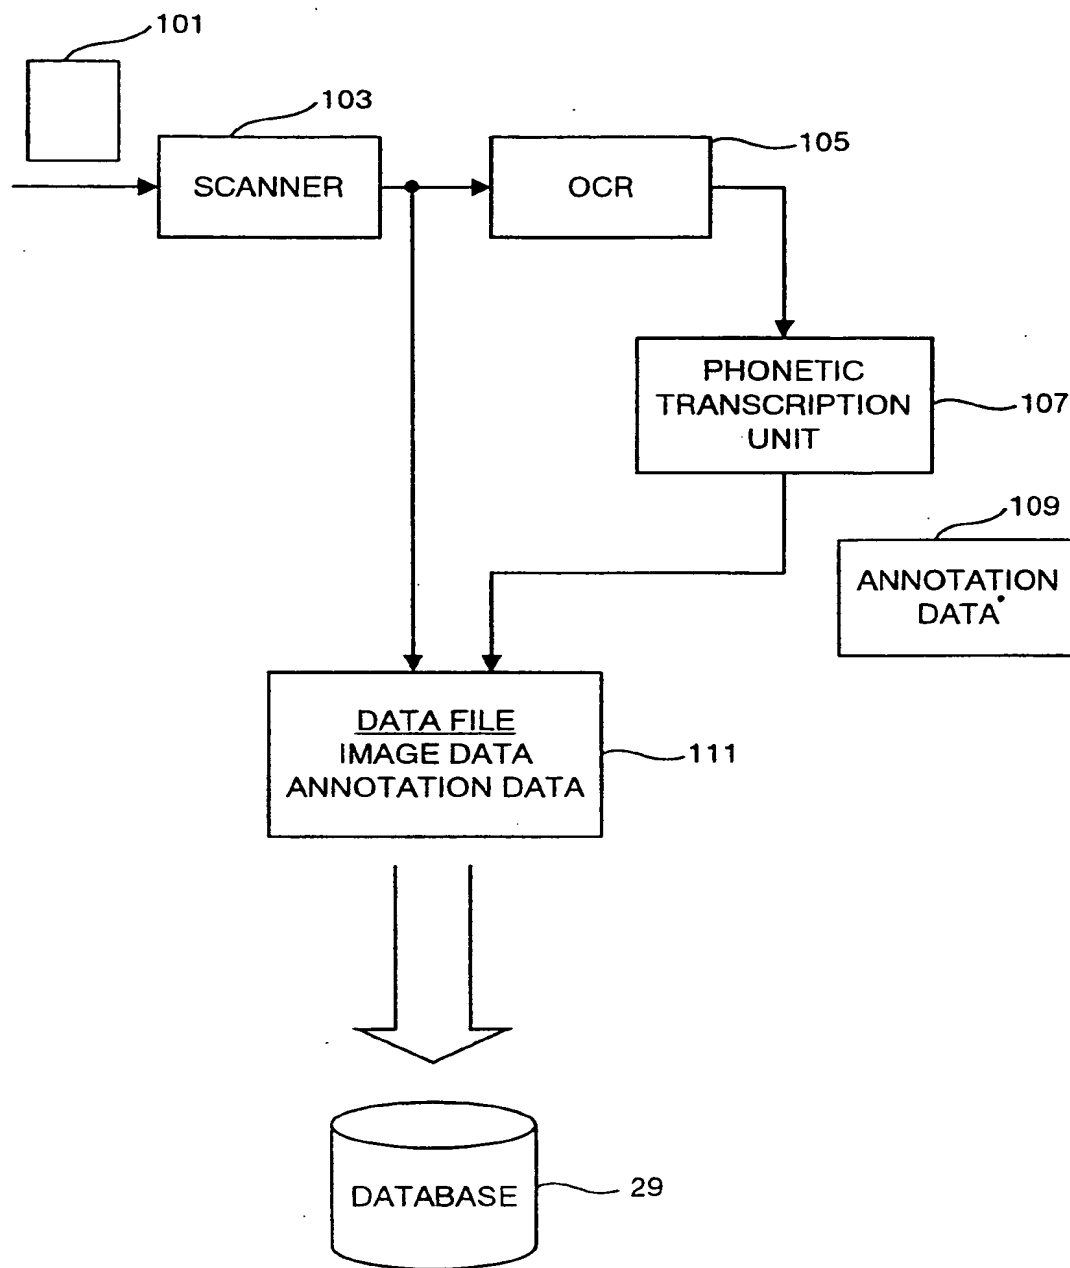 101
103
105
SCANNER
OCR
PHONETIC
TRANSCRIPTION
UNIT
107
109
ANNOTATION
DATA
DATA FILE
IMAGE DATA
ANNOTATION DATA
111
DATABASE
29